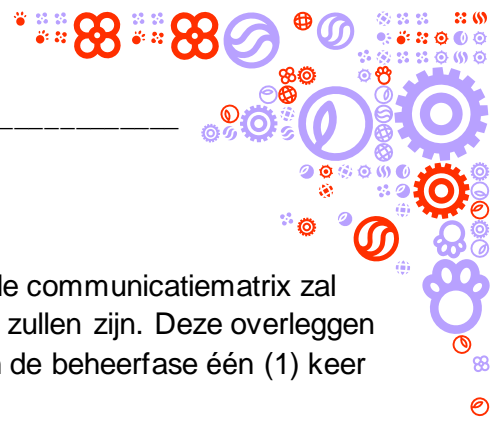 de communicatiematrix zal
zullen zijn. Deze overleggen
de beheerfase één (1) keer